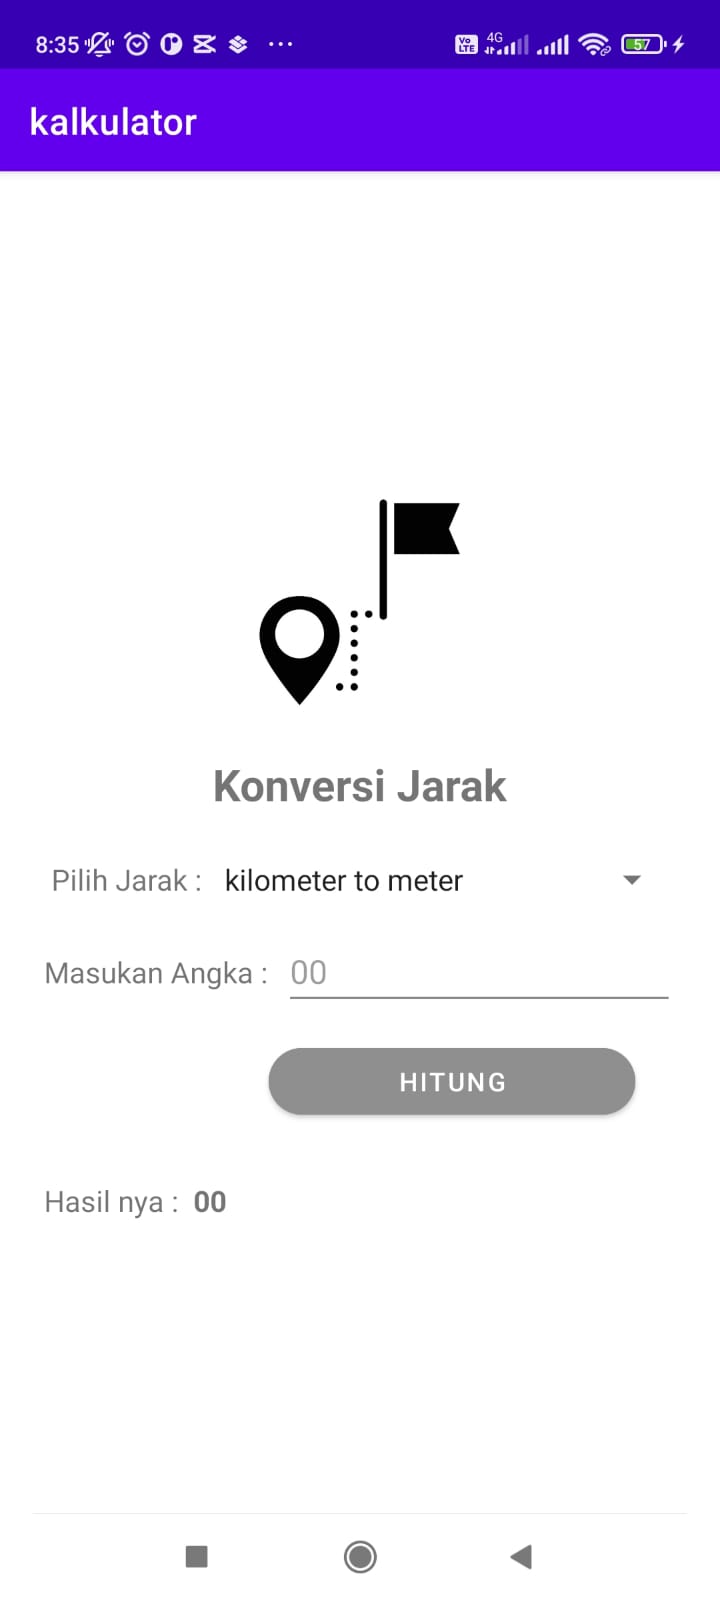 8:35
Vo LTE 4G 57
kalkulator
Konversi Jarak
Pilih Jarak : kilometer to meter
Masukan Angka : 00
HITUNG
Hasil nya : 00